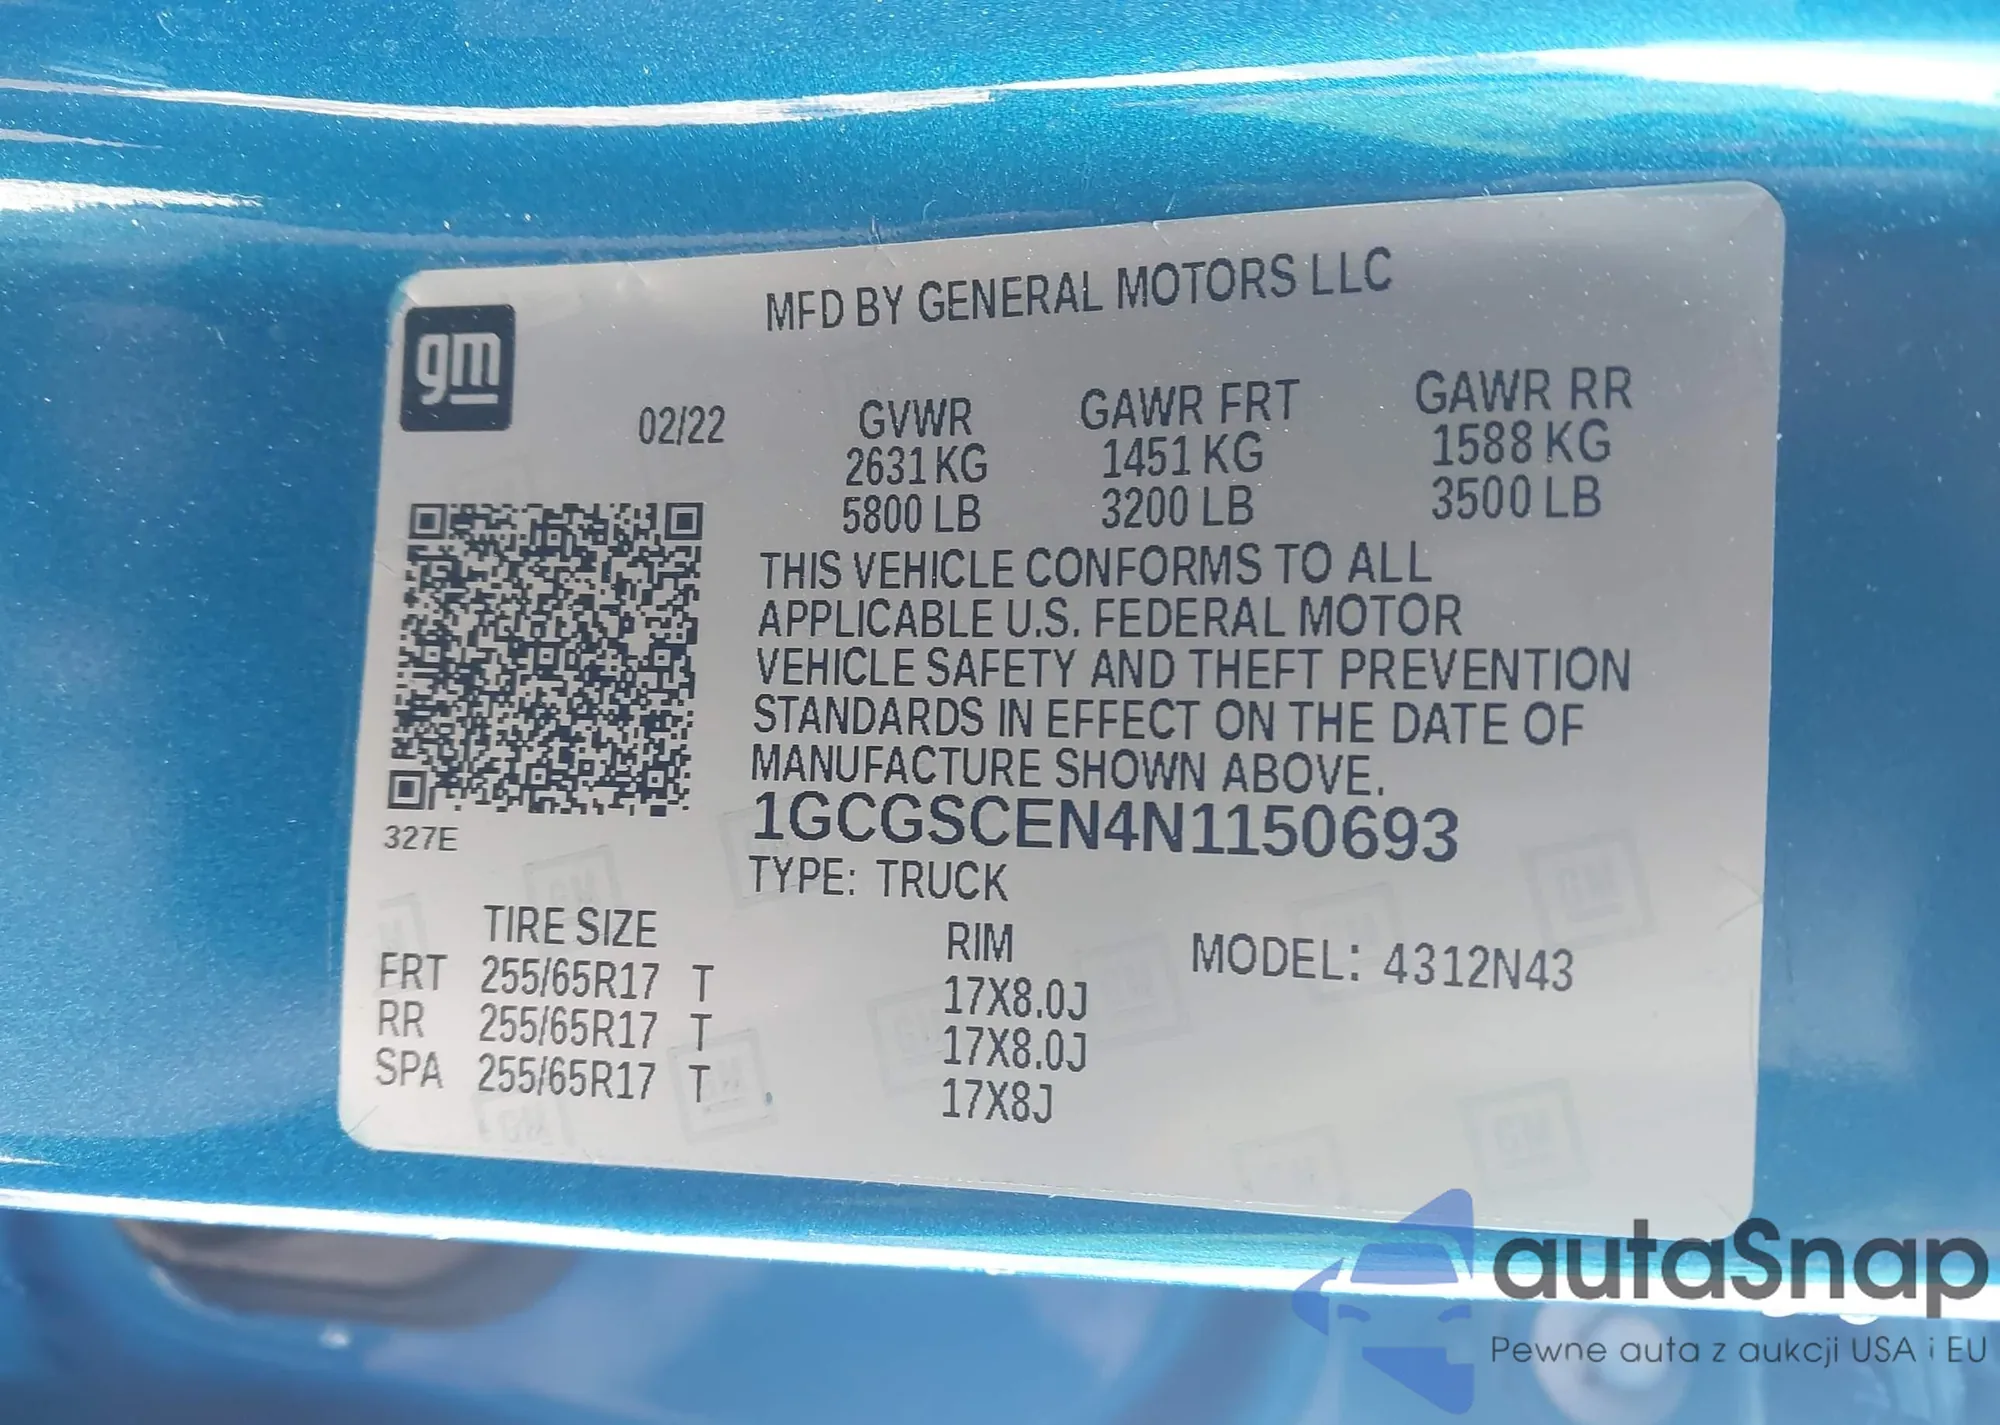 MFD BY GENERAL MOTORS LLC
gm
02/22
GVWR GAWR FRT GAWR RR
2631 KG 1451 KG 1588 KG
5800 LB 3200 LB 3500 LB
THIS VEHICLE CONFORMS TO ALL
APPLICABLE U.S. FEDERAL MOTOR
VEHICLE SAFETY AND THEFT PREVENTION
STANDARDS IN EFFECT ON THE DATE OF
MANUFACTURE SHOWN ABOVE.
1GCGSCEN4N1150693
327E
TYPE: TRUCK
TIRE SIZE RIM MODEL: 4312N43
FRT 255/65R17 T 17X8.0J
RR 255/65R17 T 17X8.0J
SPA 255/65R17 T 17X8J
autaSnap
Pewne auta z aukcji USA i EU